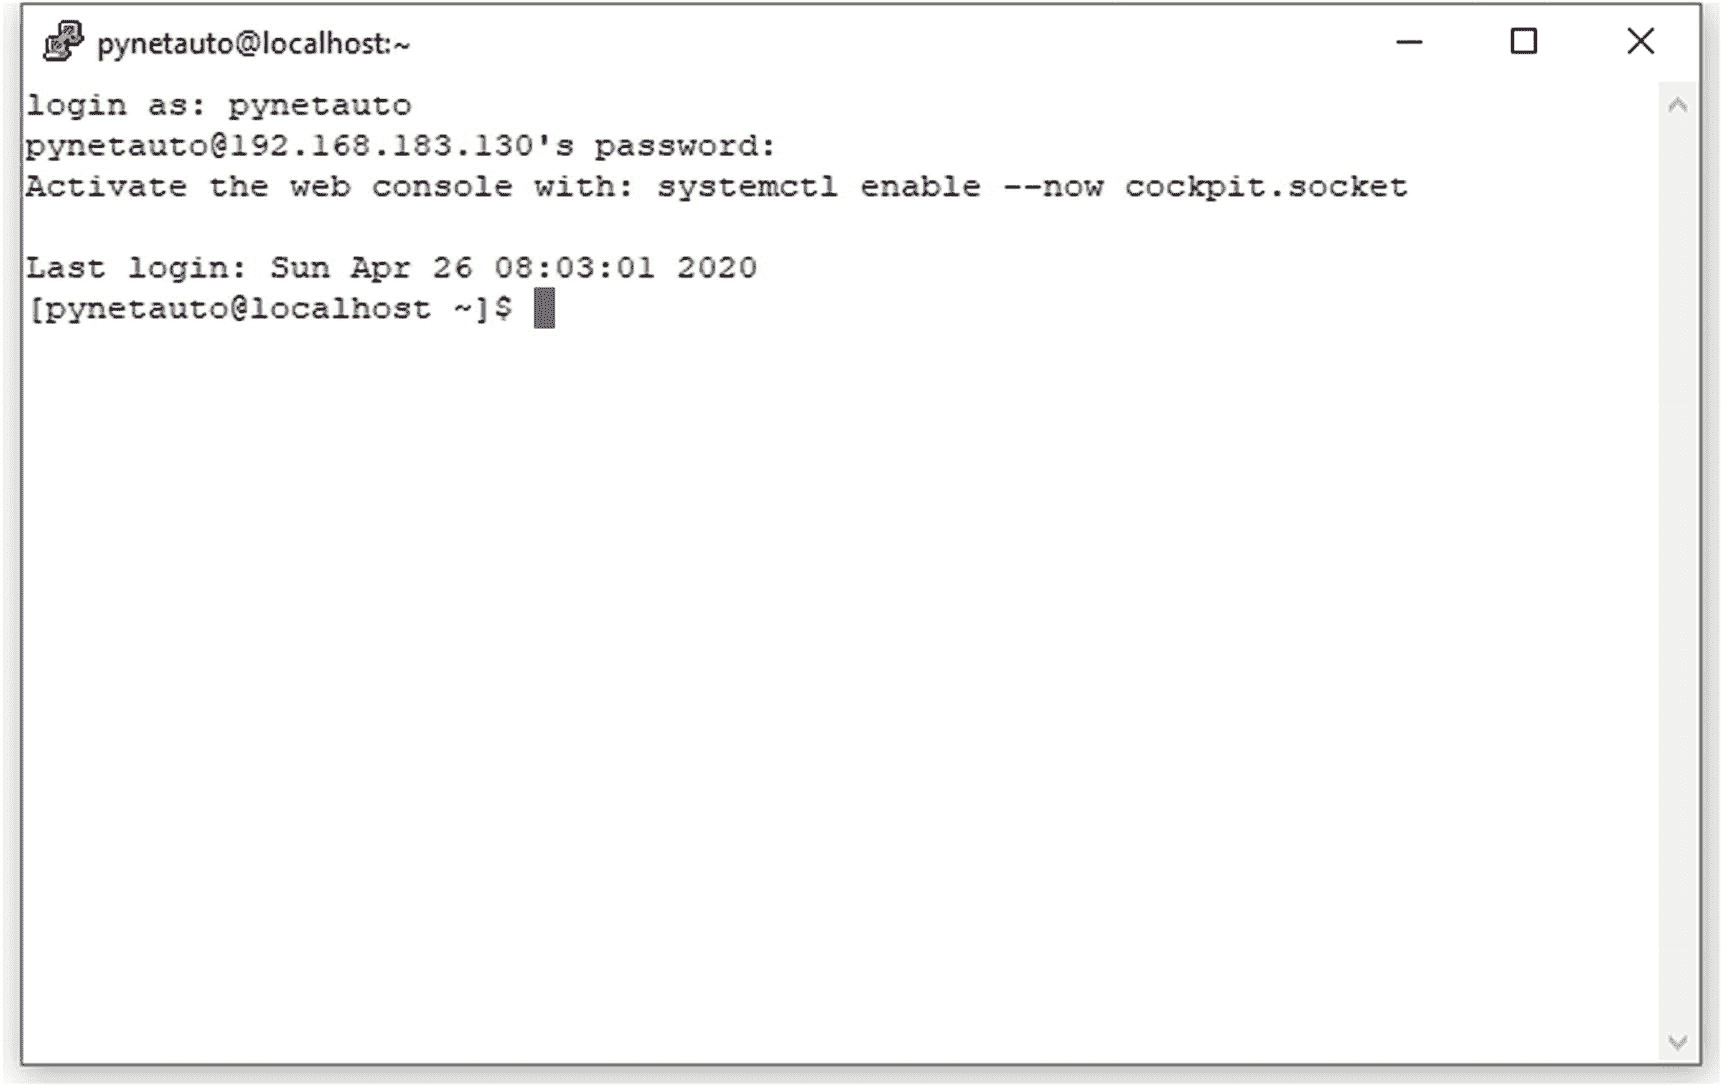 pynetauto@localhost:~
login as: pynetauto
pynetauto@192.168.183.130's password:
Activate the web console with: systemctl enable --now cockpit.socket
Last login: Sun Apr 26 08:03:01 2020
[pynetauto@localhost ~]$